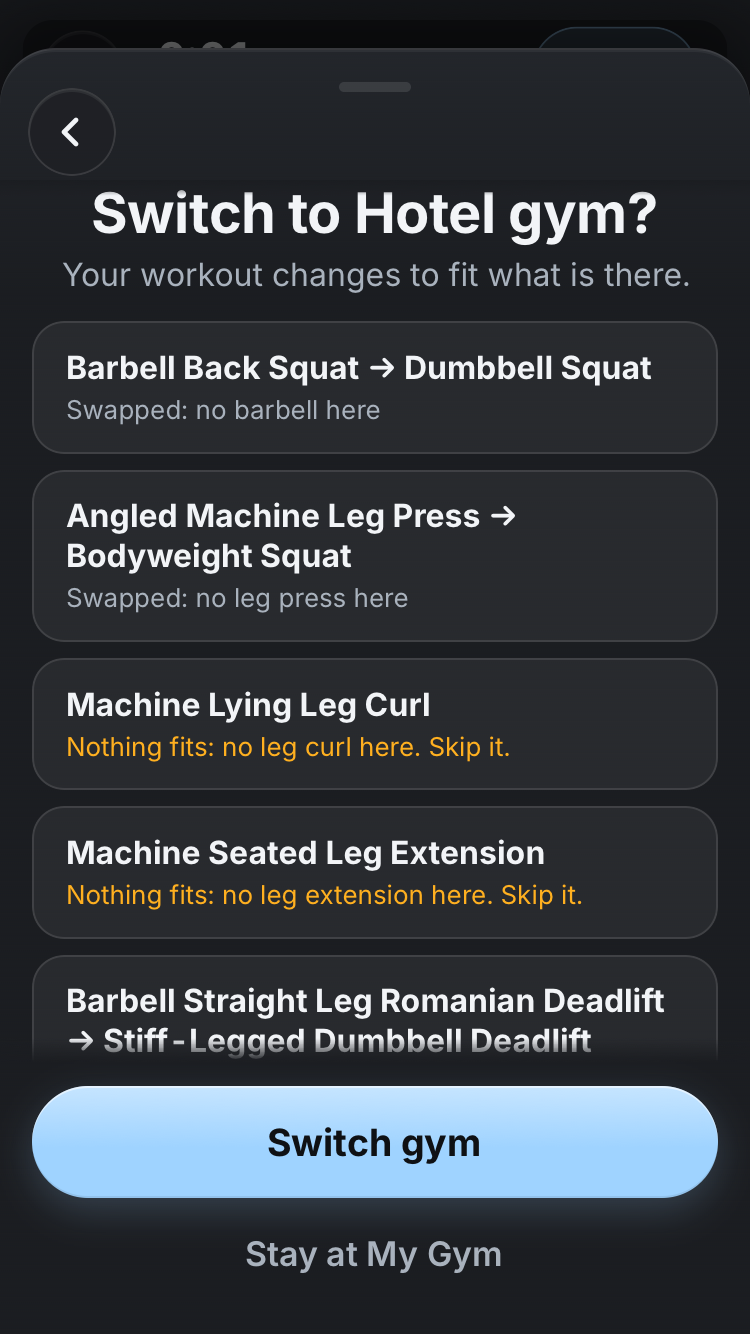 Switch to Hotel gym?
Your workout changes to fit what is there.
Barbell Back Squat → Dumbbell Squat
Swapped: no barbell here
Angled Machine Leg Press →
Bodyweight Squat
Swapped: no leg press here
Machine Lying Leg Curl
Nothing fits: no leg curl here. Skip it.
Machine Seated Leg Extension
Nothing fits: no leg extension here. Skip it.
Barbell Straight Leg Romanian Deadlift
→ Stiff-Legged Dumbbell Deadlift
Switch gym
Stay at My Gym